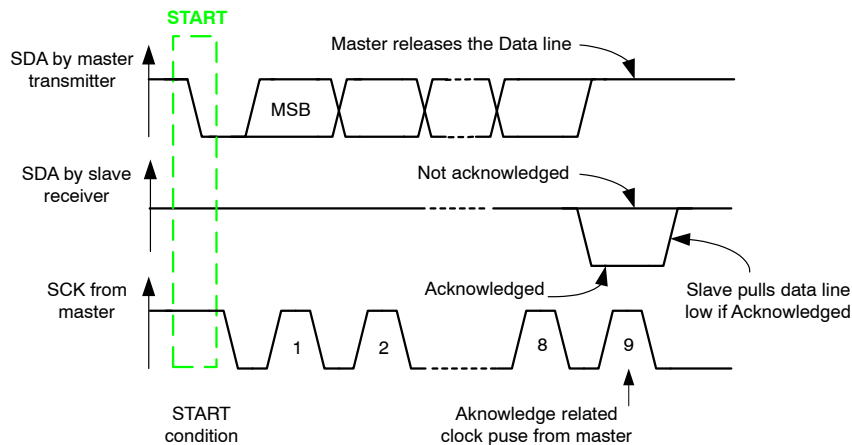 START
SDA by master
transmitter
Master releases the Data line
MSB
SDA by slave
receiver
Not acknowledged
Acknowledged
Slave pulls data line
low if Acknowledged
SCK from
master
1
2
8
9
START
condition
Aknowledge related
clock puse from master